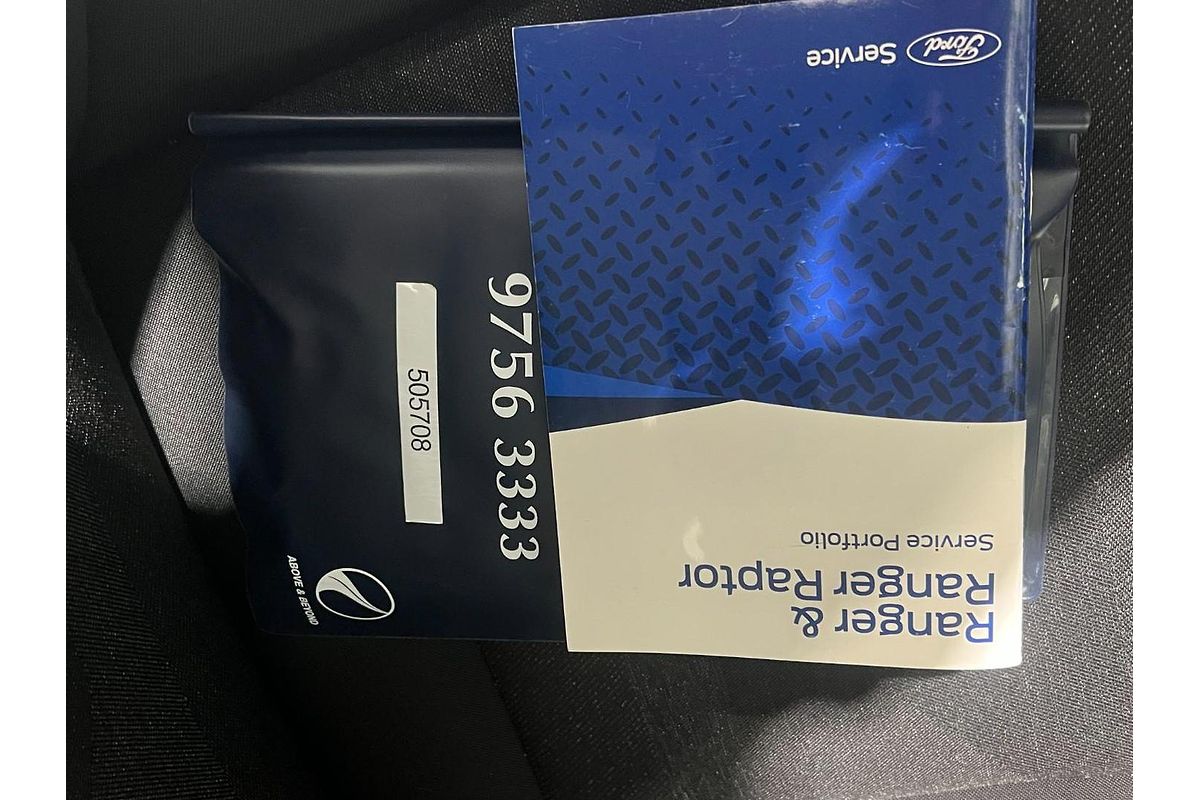 Ford Service
Ranger &
Ranger Raptor
Service Portfolio
9756 3333
505708
ABOVE & BEYOND